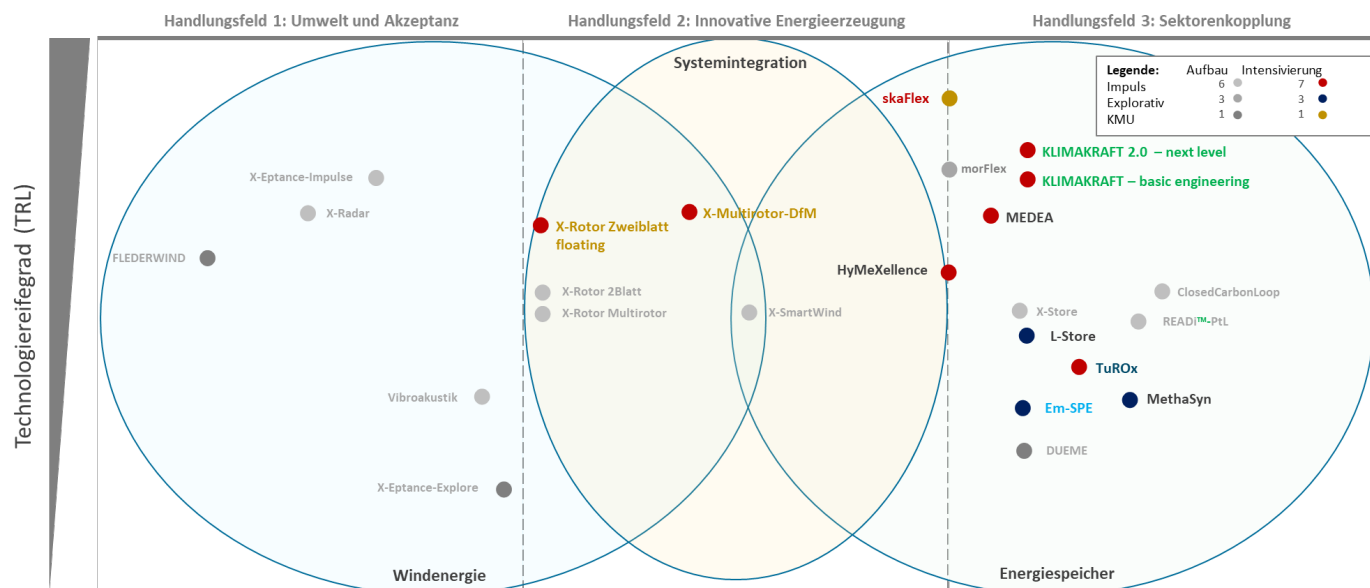 Handlungsfeld 1: Umwelt und Akzeptanz
Handlungsfeld 2: Innovative Energieerzeugung
Handlungsfeld 3: Sektorenkopplung
Technologiereifegrad (TRL)
Systemintegration
Legende: Aufbau Intensivierung
Impuls 6 7
Explorativ 3 3
KMU 1 1
skaFlex
KLIMAKRAFT 2.0 – next level
morFlex
KLIMAKRAFT – basic engineering
X-Eptance-Impulse
X-Radar
X-Multirotor-DfM
MEDEA
X-Rotor Zweiblatt
floating
FLEDERWIND
HyMeXellence
X-Rotor 2Blatt
ClosedCarbonLoop
X-Rotor Multirotor
X-SmartWind
X-Store
READi™-PtL
L-Store
TuROx
Vibroakustik
MethaSyn
Em-SPE
DUEME
X-Eptance-Explore
Windenergie
Energiespeicher